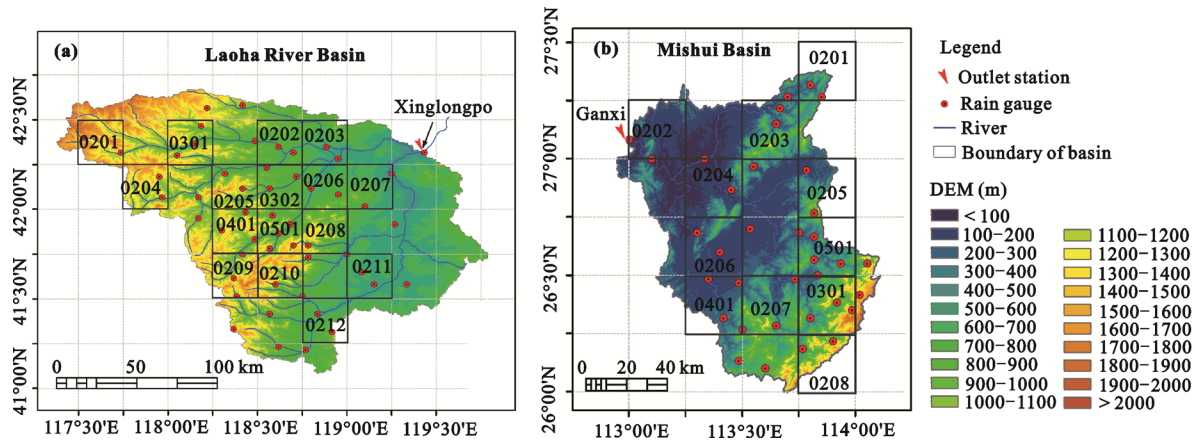 (a)
Laoha River Basin
Xinglongpo
42°30'N
42°00'N
41°30'N
41°00'N
0201
0301
0202
0203
0204
0205
0302
0206
0207
0401
0501
0208
0209
0210
0211
0212
0 50 100 km
117°30'E 118°00'E 118°30'E 119°00'E 119°30'E
(b)
Mishui Basin
Ganxi
27°30'N
27°00'N
26°30'N
26°00'N
0201
0202
0203
0204
0205
0501
0206
0301
0401
0207
0208
0 20 40 km
113°00'E 113°30'E 114°00'E
Legend
Outlet station
Rain gauge
River
Boundary of basin
DEM (m)
< 100
100-200
200-300
300-400
400-500
500-600
600-700
700-800
800-900
900-1000
1000-1100
1100-1200
1200-1300
1300-1400
1400-1500
1500-1600
1600-1700
1700-1800
1800-1900
1900-2000
> 2000